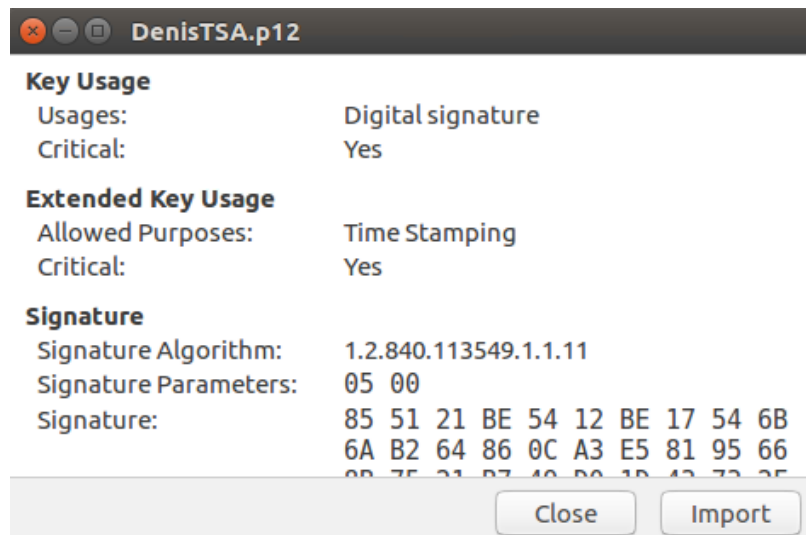 DenisTSA.p12
Key Usage
Usages: Digital signature
Critical: Yes
Extended Key Usage
Allowed Purposes: Time Stamping
Critical: Yes
Signature
Signature Algorithm: 1.2.840.113549.1.1.11
Signature Parameters: 05 00
Signature: 85 51 21 BE 54 12 BE 17 54 6B
6A B2 64 86 0C A3 E5 81 95 66
Close Import